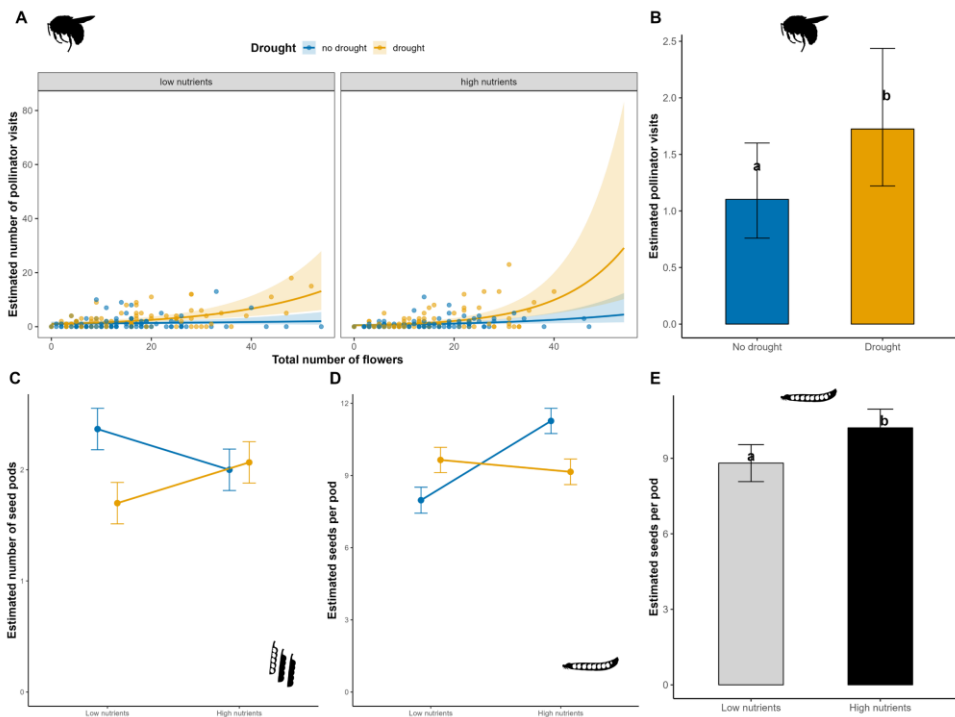 A
Drought no drought drought
low nutrients
high nutrients
Estimated number of pollinator visits
80
60
40
20
0
0
20
40
0
20
40
Total number of flowers
B
Estimated pollinator visits
2.5
2.0
1.5
1.0
0.5
0.0
a
b
No drought
Drought
C
Estimated number of seed pods
2
1
0
Low nutrients
High nutrients
D
Estimated seeds per pod
12
9
6
3
0
Low nutrients
High nutrients
E
Estimated seeds per pod
9
6
3
0
a
b
Low nutrients
High nutrients